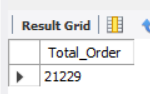 Result Grid
Total_Order
21229